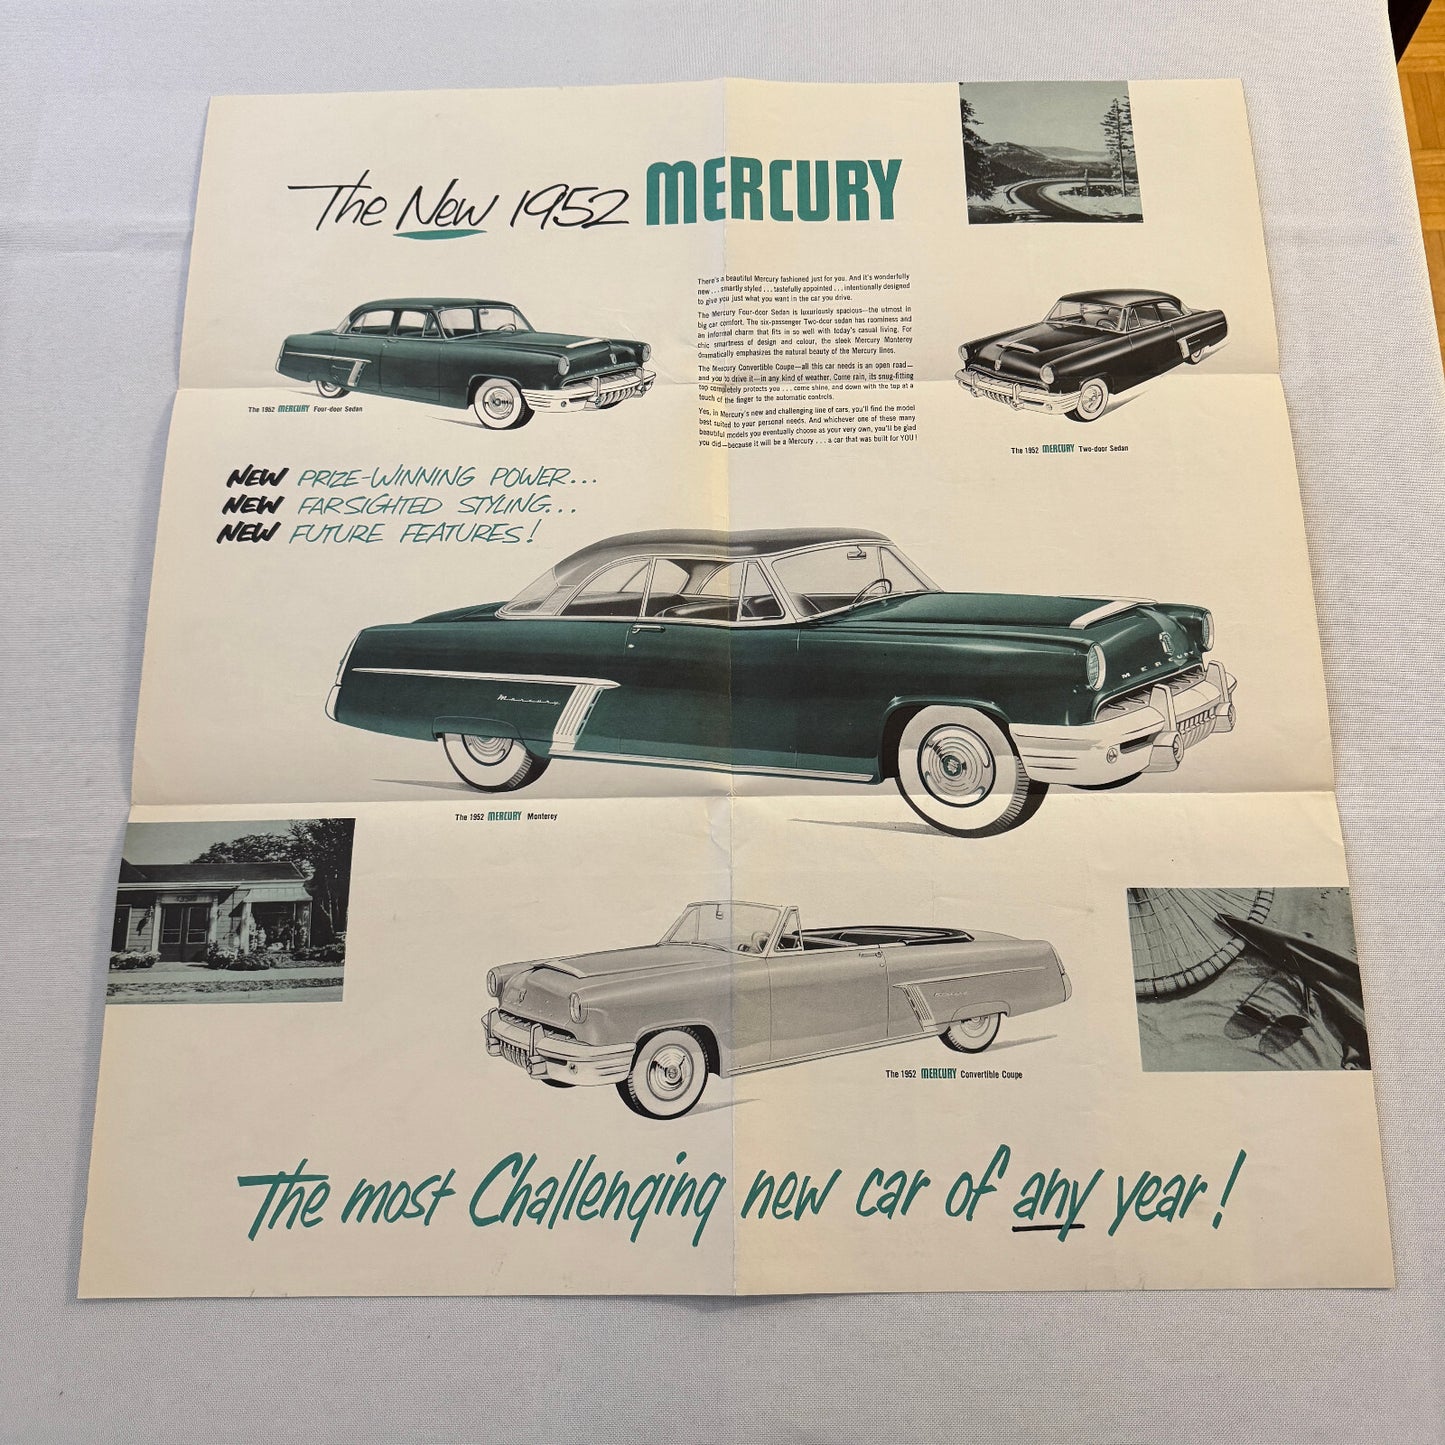 The New 1952 MERCURY
There's a beautiful Mercury fashioned just for you. And it's wonderfully
new . . . smartly styled . . . tastefully appointed . . . intentionally designed
to give you just what you want in the car you drive.
The Mercury Four-door Sedan is luxuriously spacious—the utmost in
big car comfort. The six-passenger Two-door sedan has roominess and
an informal charm that fits in so well with today's casual living. For
chic smartness of design and colour, the sleek Mercury Monterey
dramatically emphasizes the natural beauty of the Mercury lines.
The Mercury Convertible Coupe—all this car needs is an open road—
and you to drive it—in any kind of weather. Come rain, its snug-fitting
top completely protects you . . . come shine, and down with the top at a
touch of the finger to the automatic controls.
Yes, in Mercury's new and challenging line of cars, you'll find the model
best suited to your personal needs. And whichever one of these many
beautiful models you eventually choose as your very own, you'll be glad
you did—because it will be a Mercury . . . a car that was built for YOU!
The 1952 MERCURY Four-door Sedan
The 1952 MERCURY Two-door Sedan
NEW PRIZE-WINNING POWER...
NEW FARSIGHTED STYLING...
NEW FUTURE FEATURES!
Mercury
MERCURY
The 1952 MERCURY Monterey
The 1952 MERCURY Convertible Coupe
The most Challenging new car of any year!